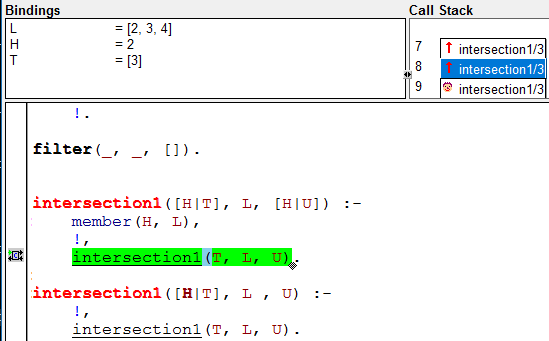 Bindings
Call Stack
L = [2, 3, 4]
H = 2
T = [3]
7 intersection1/3
8 intersection1/3
9 intersection1/3
!.
filter(_, _, []).
intersection1([H|T], L, [H|U]) :-
member(H, L),
!,
intersection1(T, L, U).
intersection1([H|T], L , U) :-
!,
intersection1(T, L, U).